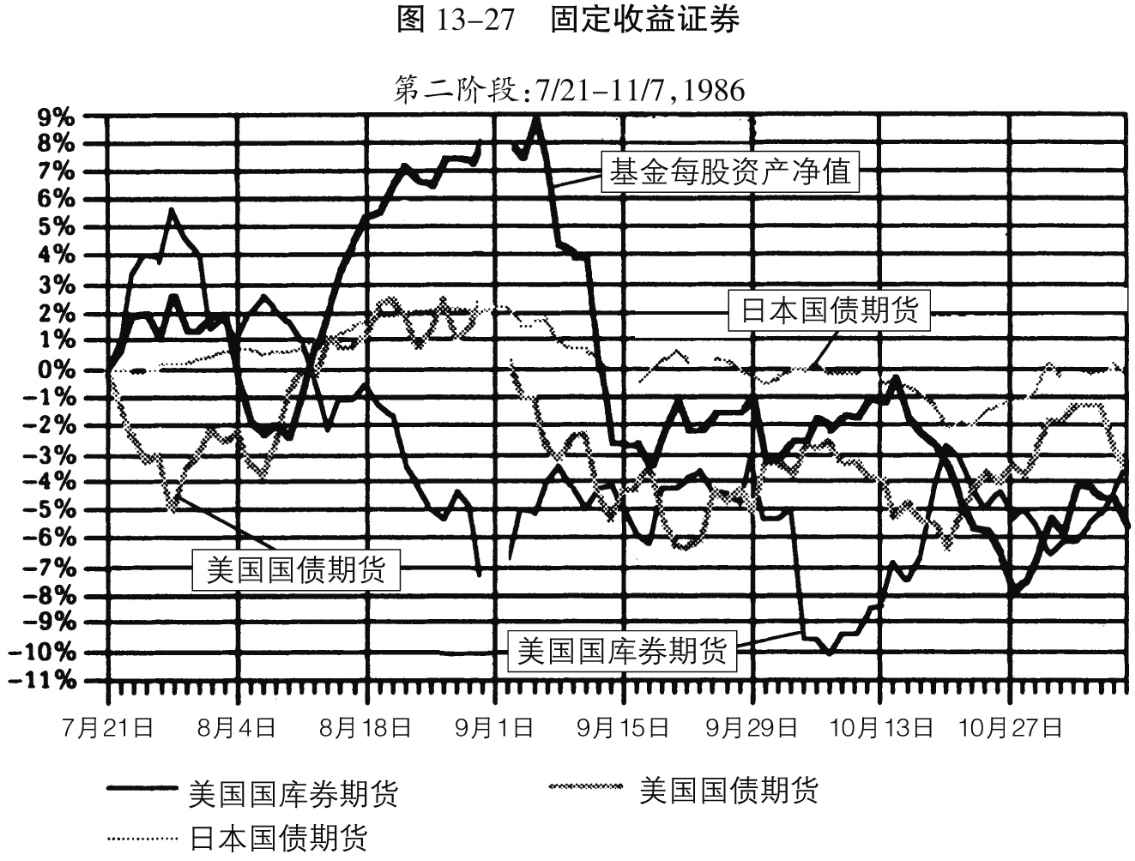 图 13–27 固定收益证券
第二阶段:7/21–11/7,1986
9%
8%
7%
6%
5%
4%
3%
2%
1%
0%
-1%
-2%
-3%
-4%
-5%
-6%
-7%
-8%
-9%
-10%
-11%
基金每股资产净值
日本国债期货
美国国债期货
美国国库券期货
7月21日 8月4日 8月18日 9月1日 9月15日 9月29日 10月13日 10月27日
美国国库券期货 美国国债期货
日本国债期货